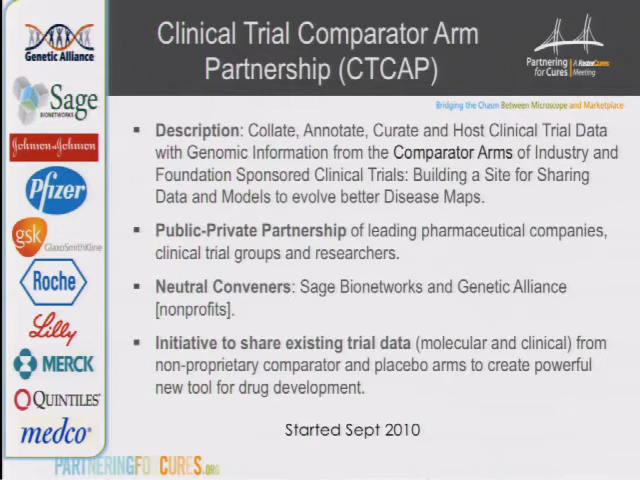 Clinical Trial Comparator Arm
Partnership (CTCAP)
Partnering
for Cures
A FasterCures
Meeting
Bridging the Chasm Between Microscope and Marketplace
Genetic Alliance
Sage
BIONETWORKS
Johnson & Johnson
Pfizer
gsk
GlaxoSmithKline
Roche
Lilly
MERCK
QUINTILES
medco
▪ Description: Collate, Annotate, Curate and Host Clinical Trial Data
with Genomic Information from the Comparator Arms of Industry and
Foundation Sponsored Clinical Trials: Building a Site for Sharing
Data and Models to evolve better Disease Maps.
▪ Public-Private Partnership of leading pharmaceutical companies,
clinical trial groups and researchers.
▪ Neutral Conveners: Sage Bionetworks and Genetic Alliance
[nonprofits].
▪ Initiative to share existing trial data (molecular and clinical) from
non-proprietary comparator and placebo arms to create powerful
new tool for drug development.
Started Sept 2010
PARTNERINGFORCURES.ORG